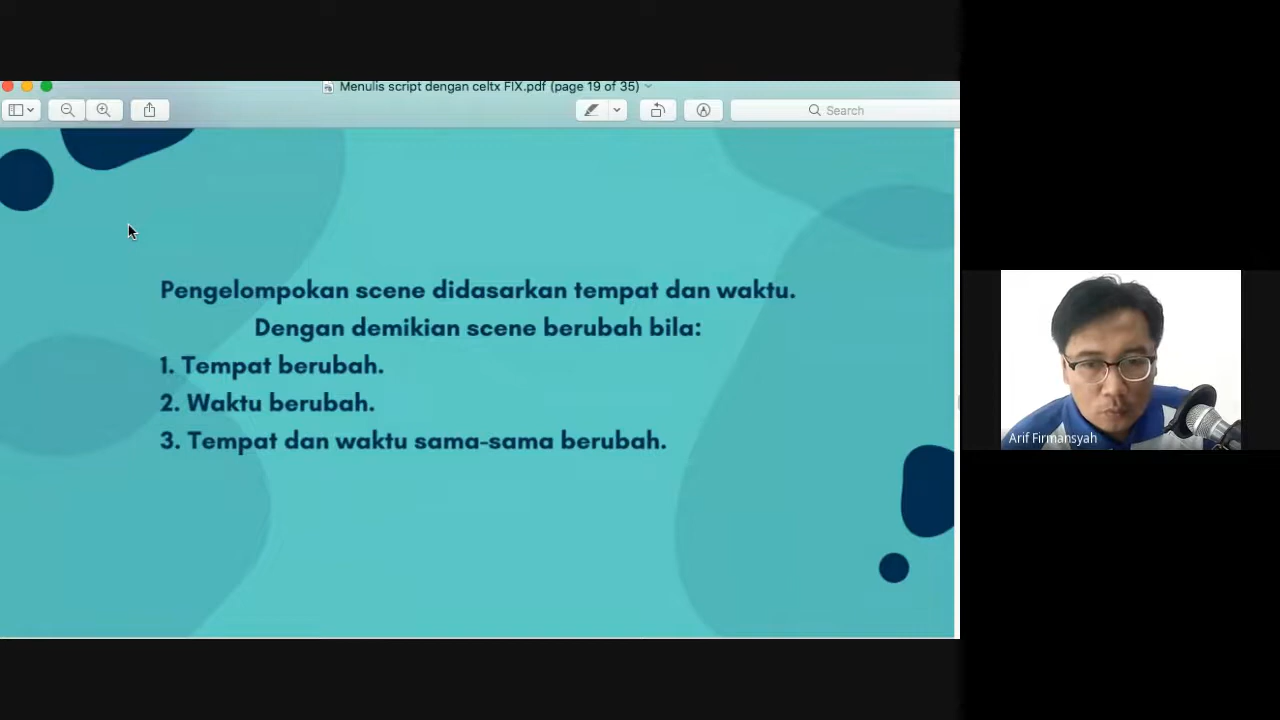 Menulis script dengan celtx FIX.pdf (page 19 of 35)
Search
Pengelompokan scene didasarkan tempat dan waktu.
Dengan demikian scene berubah bila:
1. Tempat berubah.
2. Waktu berubah.
3. Tempat dan waktu sama-sama berubah.
Arif Firmansyah